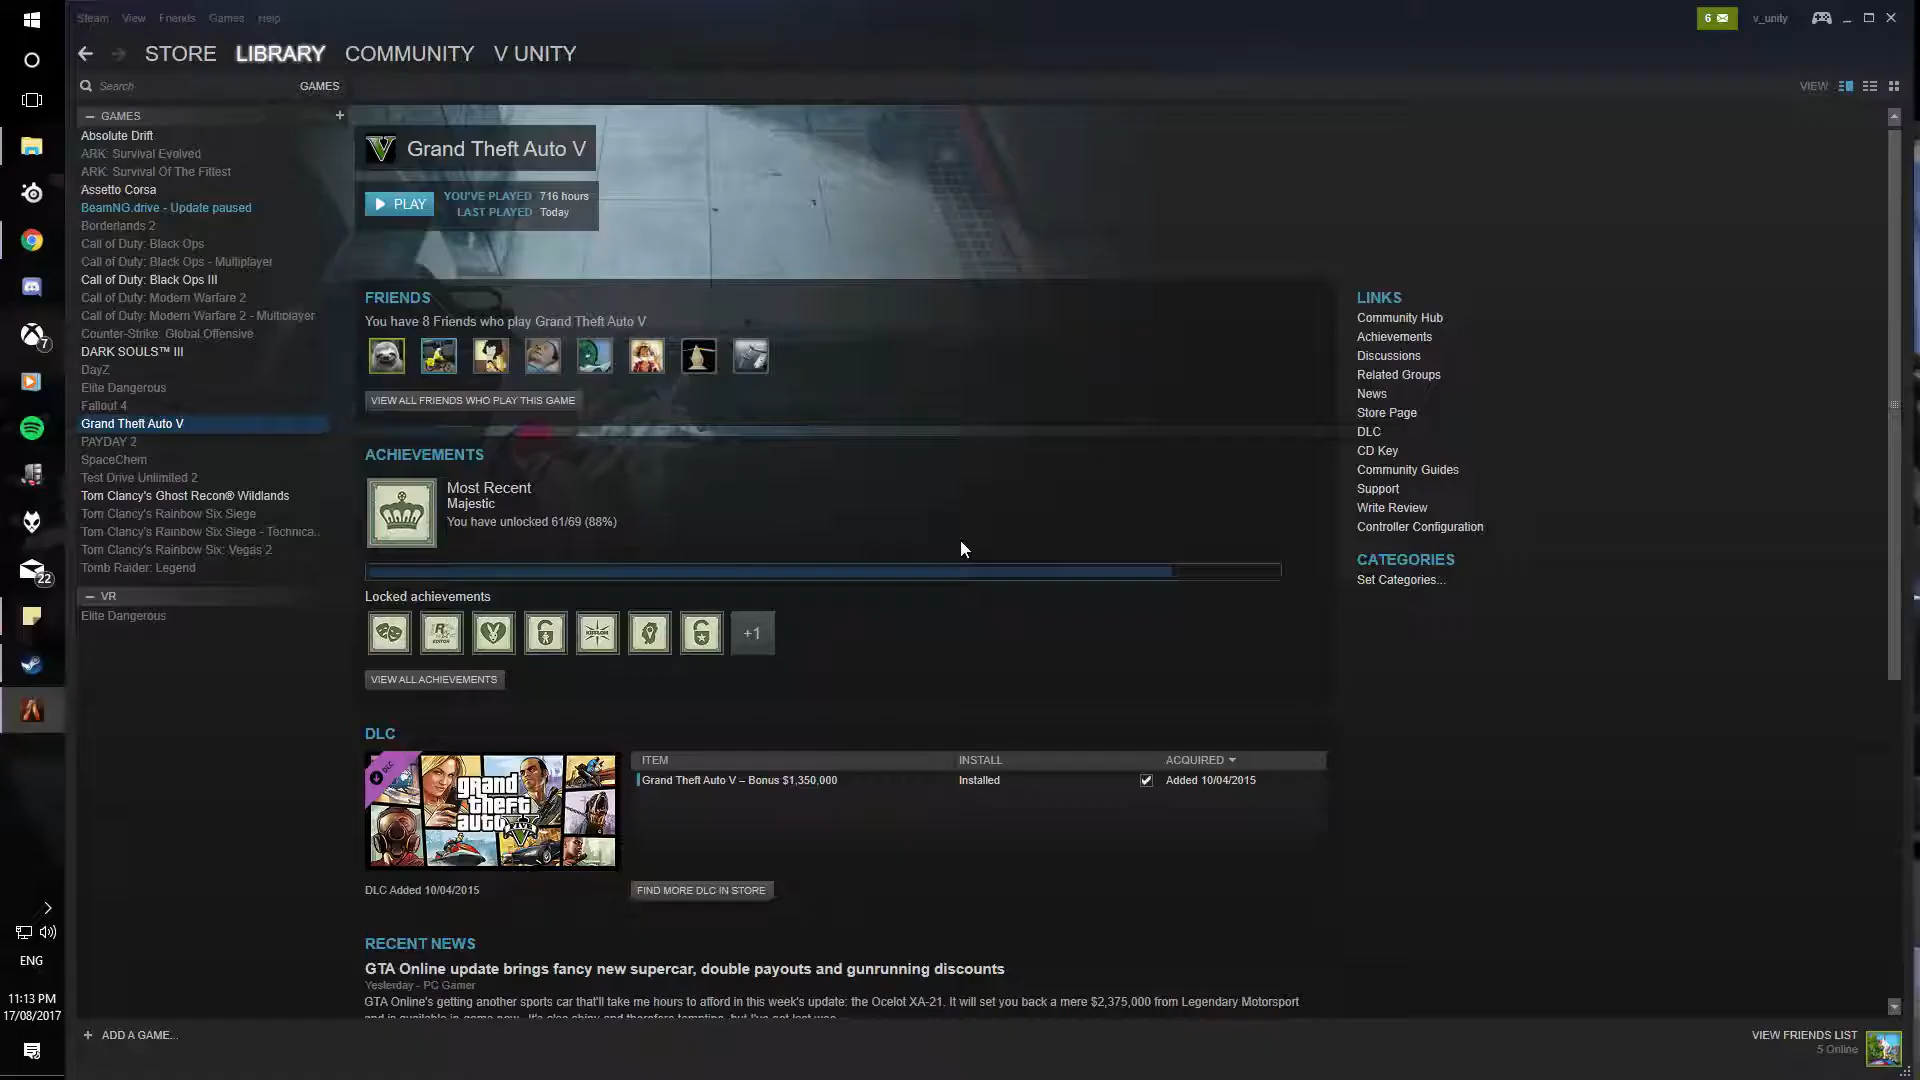 Steam View Friends Games Help
6
v_unity
STORE LIBRARY COMMUNITY V UNITY
Search
GAMES
VIEW:
GAMES
Absolute Drift
ARK: Survival Evolved
ARK: Survival Of The Fittest
Assetto Corsa
BeamNG.drive - Update paused
Borderlands 2
Call of Duty: Black Ops
Call of Duty: Black Ops - Multiplayer
Call of Duty: Black Ops III
Call of Duty: Modern Warfare 2
Call of Duty: Modern Warfare 2 - Multiplayer
Counter-Strike: Global Offensive
DARK SOULS™ III
DayZ
Elite Dangerous
Fallout 4
Grand Theft Auto V
PAYDAY 2
SpaceChem
Test Drive Unlimited 2
Tom Clancy's Ghost Recon® Wildlands
Tom Clancy's Rainbow Six Siege
Tom Clancy's Rainbow Six Siege - Technica..
Tom Clancy's Rainbow Six: Vegas 2
Tomb Raider: Legend
VR
Elite Dangerous
Grand Theft Auto V
PLAY
YOU'VE PLAYED 716 hours
LAST PLAYED Today
FRIENDS
You have 8 Friends who play Grand Theft Auto V
VIEW ALL FRIENDS WHO PLAY THIS GAME
ACHIEVEMENTS
Most Recent
Majestic
You have unlocked 61/69 (88%)
Locked achievements
+1
VIEW ALL ACHIEVEMENTS
DLC
DLC
grand
theft
auto
ITEM INSTALL ACQUIRED
Grand Theft Auto V – Bonus $1,350,000 Installed Added 10/04/2015
DLC Added 10/04/2015
FIND MORE DLC IN STORE
RECENT NEWS
GTA Online update brings fancy new supercar, double payouts and gunrunning discounts
Yesterday - PC Gamer
GTA Online's getting another sports car that'll take me hours to afford in this week's update: the Ocelot XA-21. It will set you back a mere $2,375,000 from Legendary Motorsport
LINKS
Community Hub
Achievements
Discussions
Related Groups
News
Store Page
DLC
CD Key
Community Guides
Support
Write Review
Controller Configuration
CATEGORIES
Set Categories...
7
22
ENG
11:13 PM
17/08/2017
+ ADD A GAME...
VIEW FRIENDS LIST
5 Online